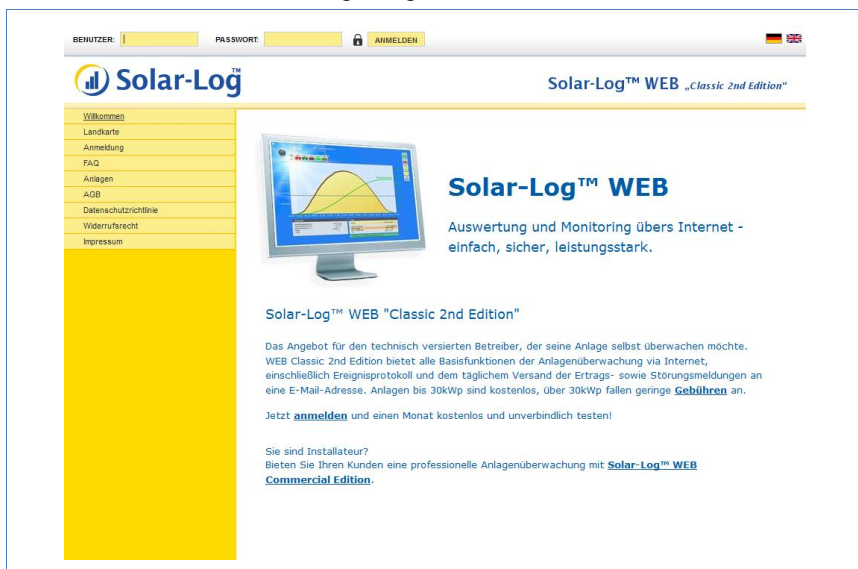 BENUTZER: PASSWORT: ANMELDEN
Solar-Log™
Solar-Log™ WEB „Classic 2nd Edition“
Willkommen
Landkarte
Anmeldung
FAQ
Anlagen
AGB
Datenschutzrichtlinie
Widerrufsrecht
Impressum
Solar-Log™ WEB
Auswertung und Monitoring übers Internet -
einfach, sicher, leistungsstark.
Solar-Log™ WEB "Classic 2nd Edition"
Das Angebot für den technisch versierten Betreiber, der seine Anlage selbst überwachen möchte.
WEB Classic 2nd Edition bietet alle Basisfunktionen der Anlagenüberwachung via Internet,
einschließlich Ereignisprotokoll und dem täglichem Versand der Ertrags- sowie Störungsmeldungen an
eine E-Mail-Adresse. Anlagen bis 30kWp sind kostenlos, über 30kWp fallen geringe Gebühren an.
Jetzt anmelden und einen Monat kostenlos und unverbindlich testen!
Sie sind Installateur?
Bieten Sie Ihren Kunden eine professionelle Anlagenüberwachung mit Solar-Log™ WEB
Commercial Edition.